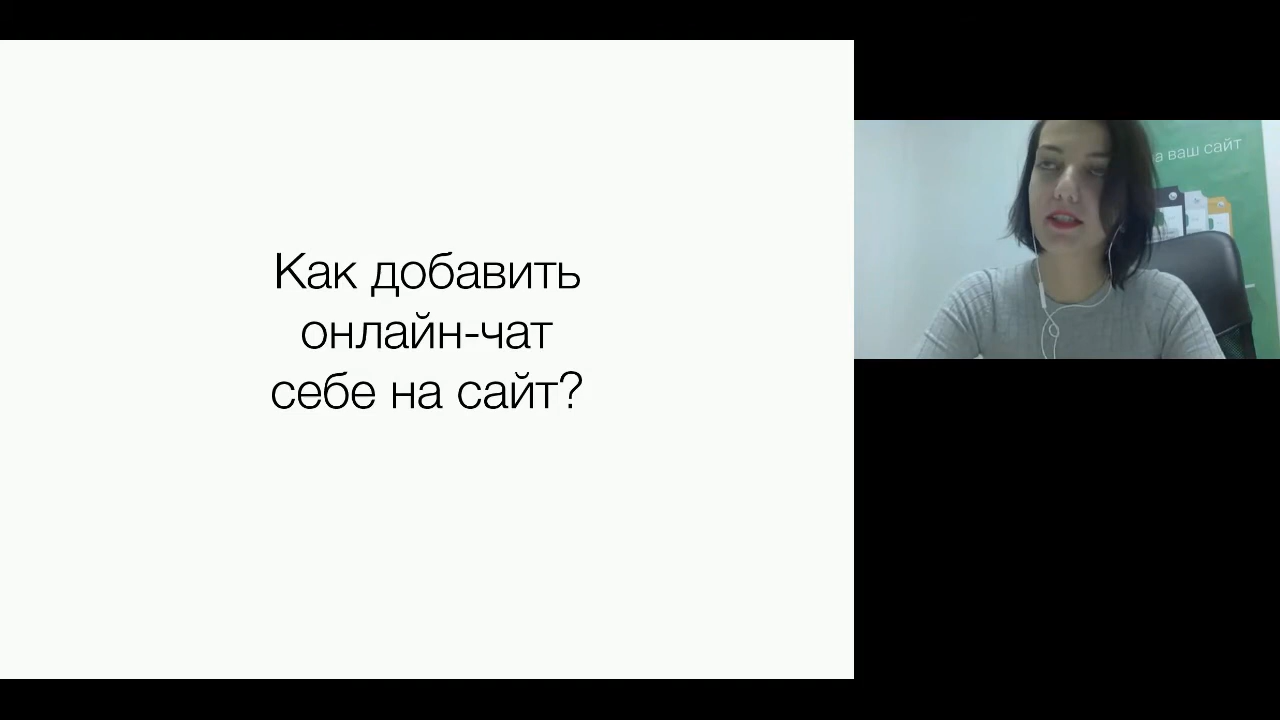 Как добавить
онлайн-чат
себе на сайт?
а ваш сайт